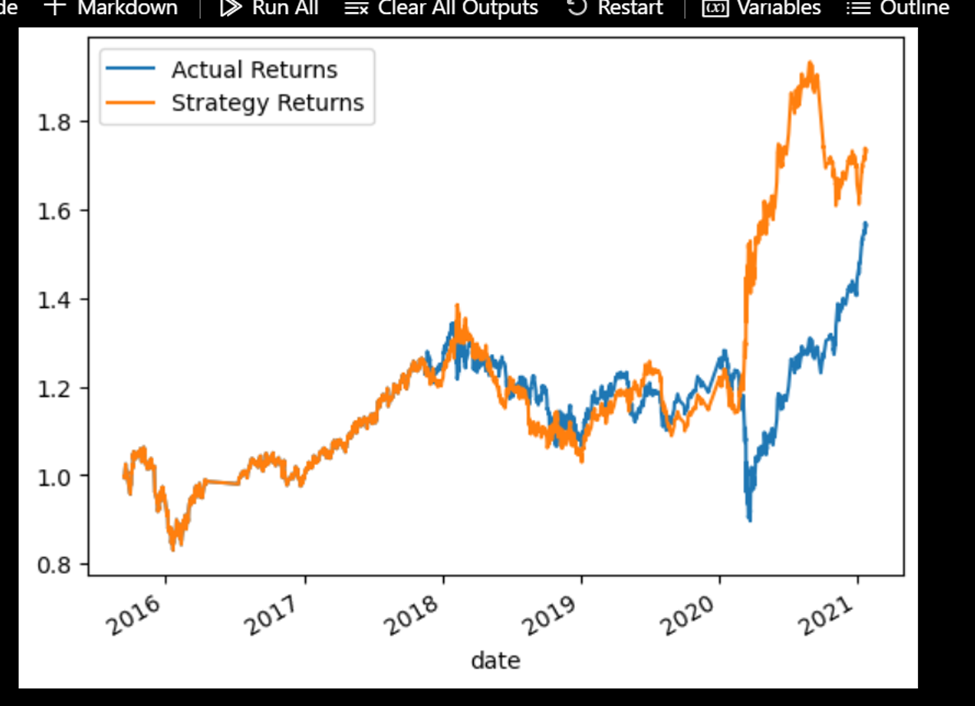 de + Markdown Run All Clear All Outputs Restart (x) Variables Outline
Actual Returns
Strategy Returns
1.8
1.6
1.4
1.2
1.0
0.8
2016 2017 2018 2019 2020 2021
date